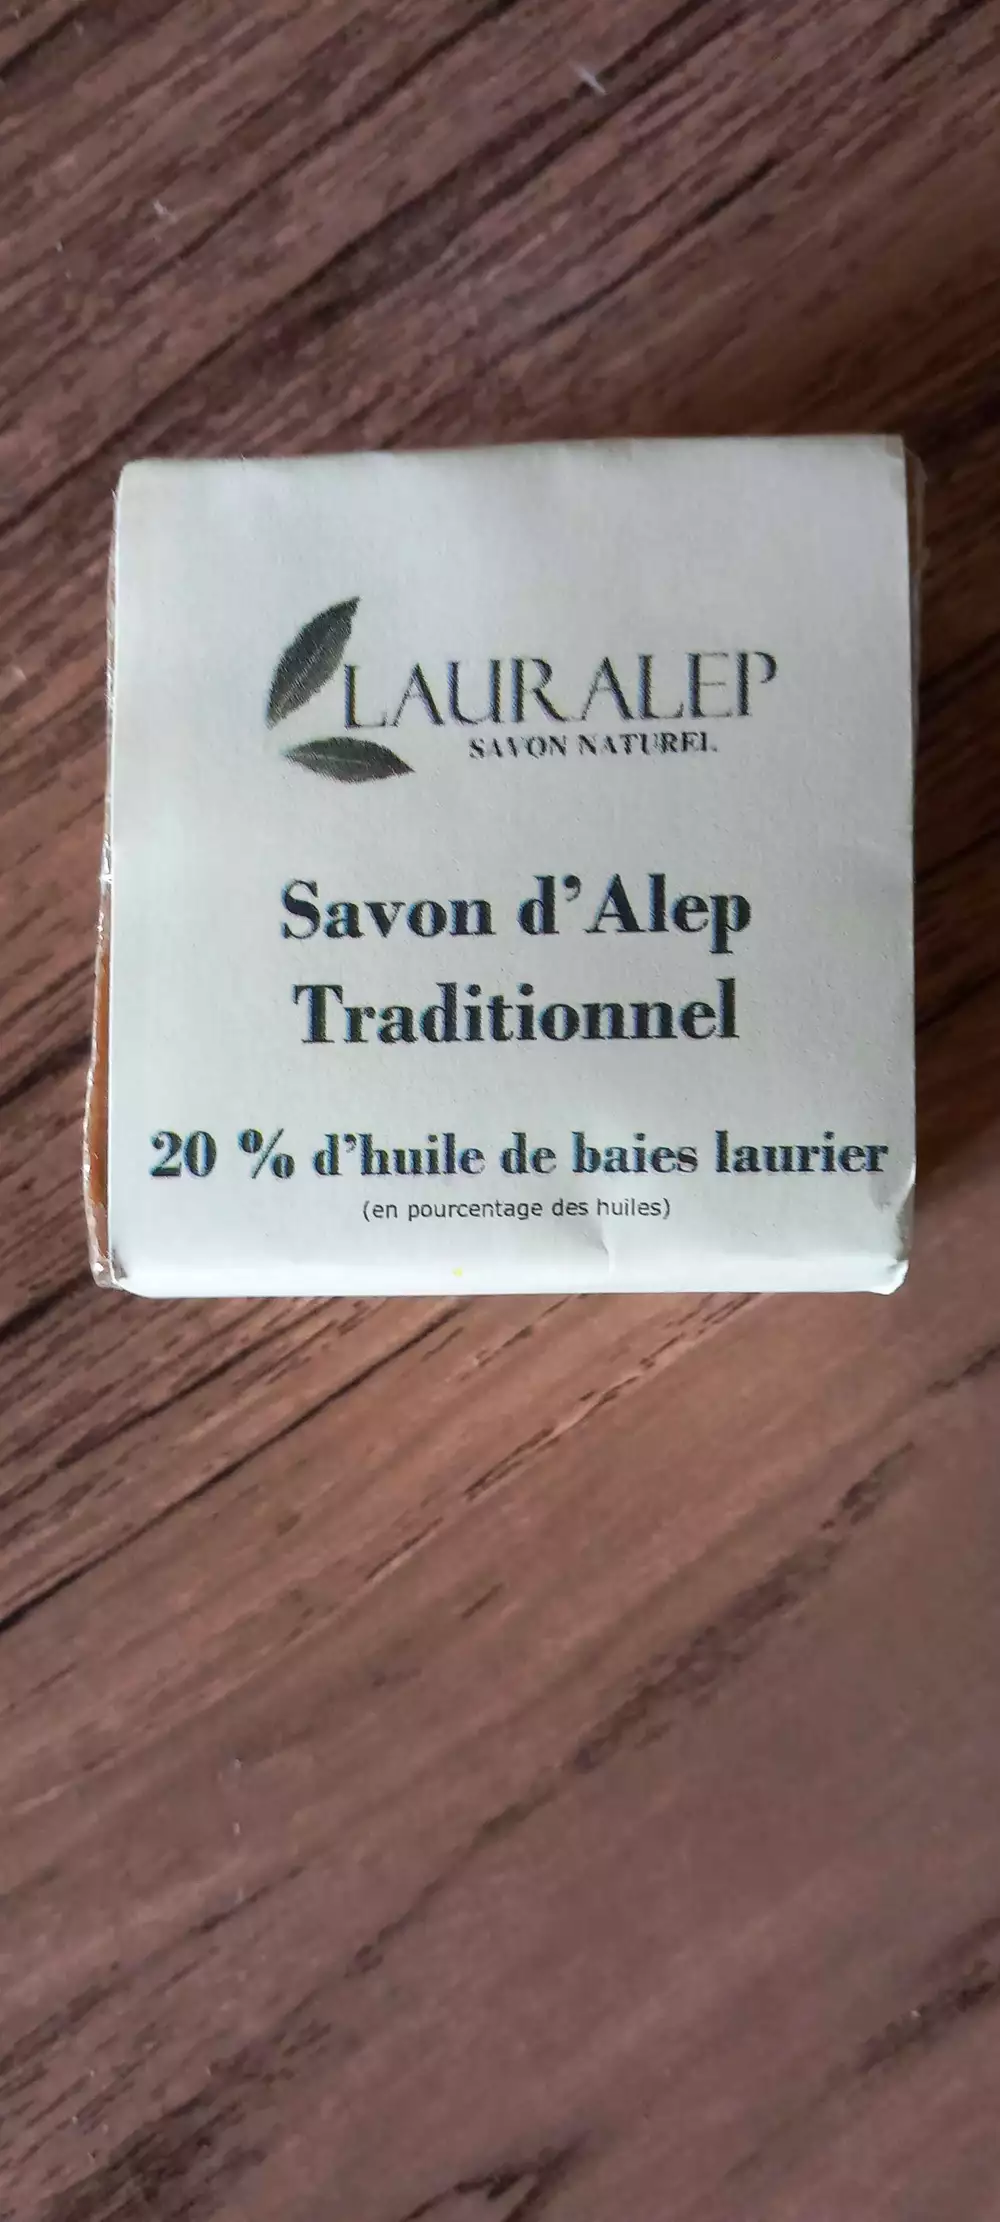 LAURALEP
SAVON NATUREL
Savon d'Alep
Traditionnel
20 % d'huile de baies laurier
(en pourcentage des huiles)